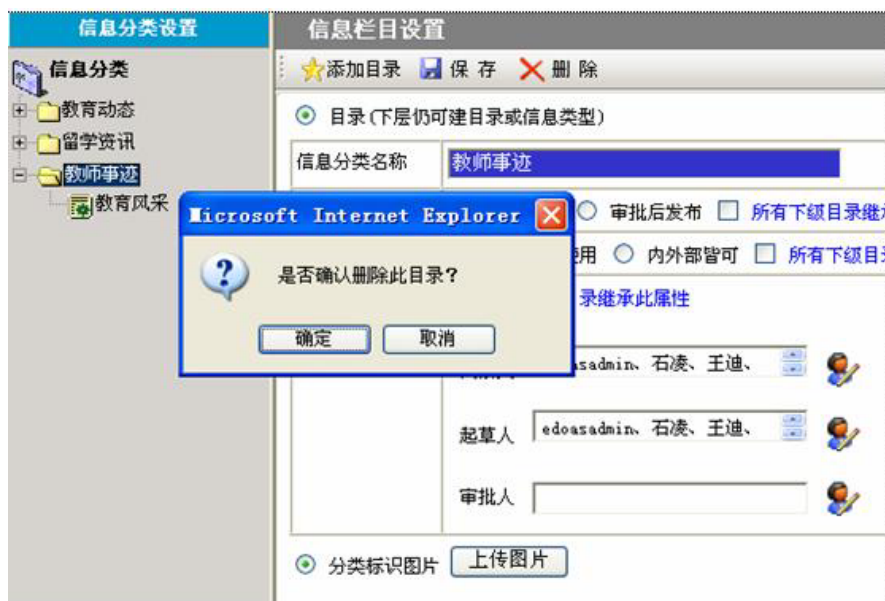 信息分类设置
信息栏目设置
信息分类
教育动态
留学资讯
教师事迹
教育风采
添加目录 保 存 删 除
目录(下层仍可建目录或信息类型)
信息分类名称 教师事迹
审批后发布 所有下级目录继
用 内外部皆可 所有下级目
录继承此属性
Microsoft Internet Explorer
是否确认删除此目录?
确定 取消
sadmin、石凌、王迪、
起草人 edoasadmin、石凌、王迪、
审批人
分类标识图片 上传图片